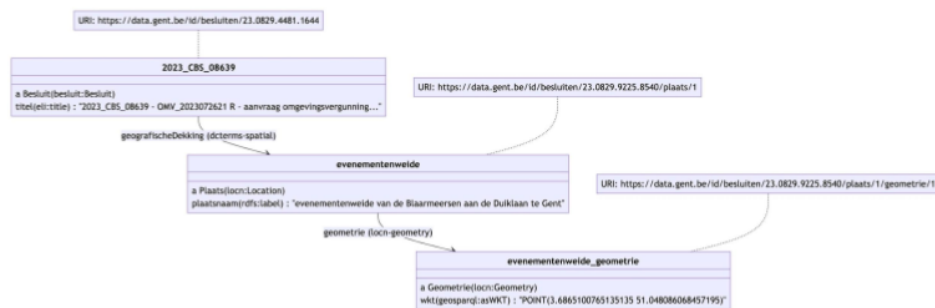 URI: https://data.gent.be/id/besluiten/23.0829.4481.1644
2023_CBS_08639
a Besluit(besluit:Besluit)
titel(eli:title) : "2023_CBS_08639 - OMV_2023072621 R - aanvraag omgevingsvergunning..."
URI: https://data.gent.be/id/besluiten/23.0829.9225.8540/plaats/1
geografischeDekking (dcterms-spatial)
evenementenweide
a Plaats(locn:Location)
plaatsnaam(rdfs:label) : "evenementenweide van de Blaarmeersen aan de Duiklaan te Gent"
URI: https://data.gent.be/id/besluiten/23.0829.9225.8540/plaats/1/geometrie/1
geometrie (locn-geometry)
evenementenweide_geometrie
a Geometrie(locn:Geometry)
wkt(geosparql:asWKT) : "POINT(3.6865100765135135 51.048086068457195)"